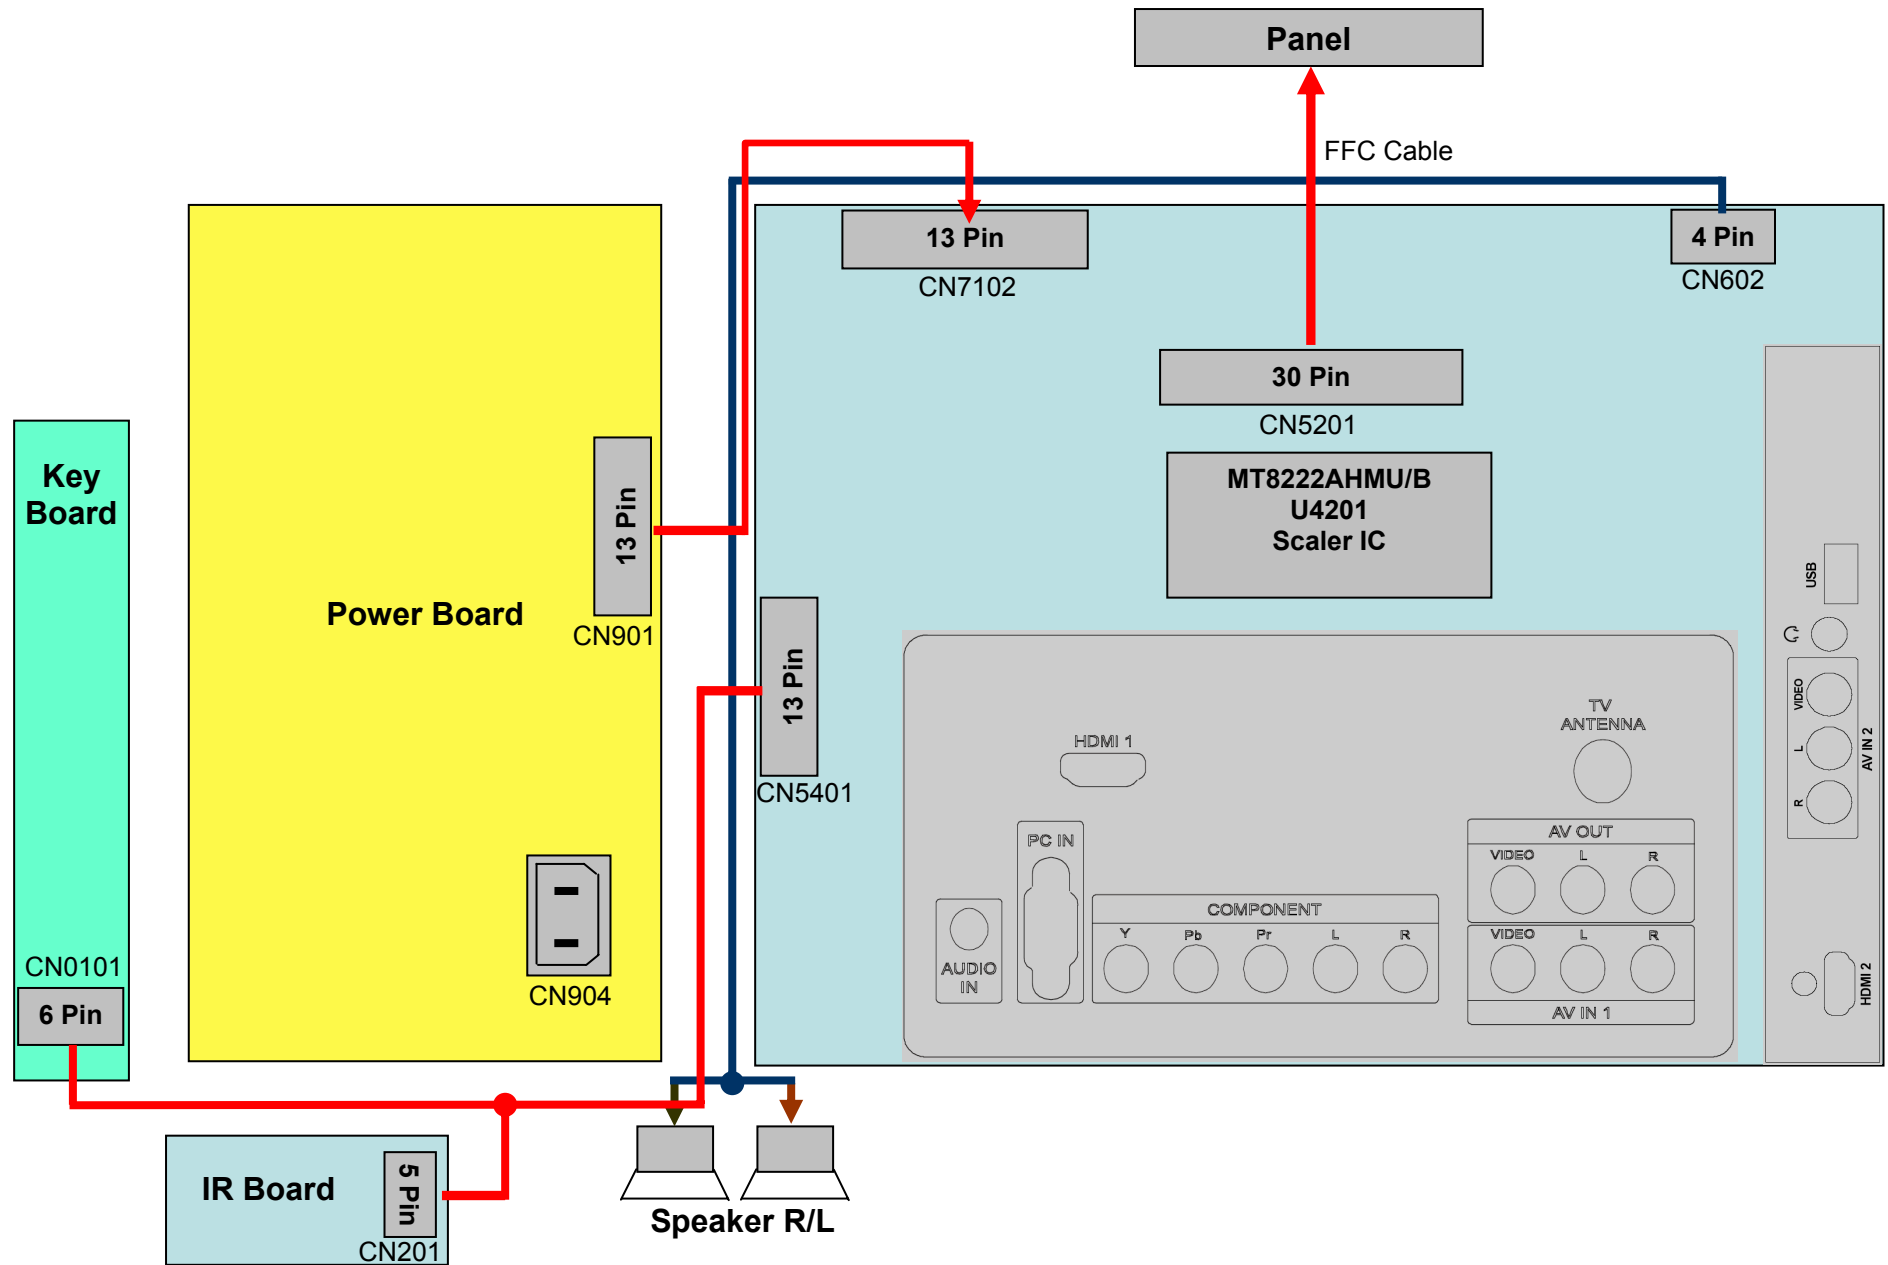 Panel
FFC Cable
13 Pin
CN7102
4 Pin
CN602
30 Pin
CN5201
MT8222AHMU/B
U4201
Scaler IC
Key
Board
CN0101
6 Pin
Power Board
13 Pin
CN901
CN904
13 Pin
CN5401
USB
VIDEO
L
R
AV IN 2
HDMI 2
HDMI 1
TV
ANTENNA
PC IN
AUDIO
IN
COMPONENT
Y Pb Pr L R
AV OUT
VIDEO L R
VIDEO L R
AV IN 1
IR Board
5 Pin
CN201
Speaker R/L